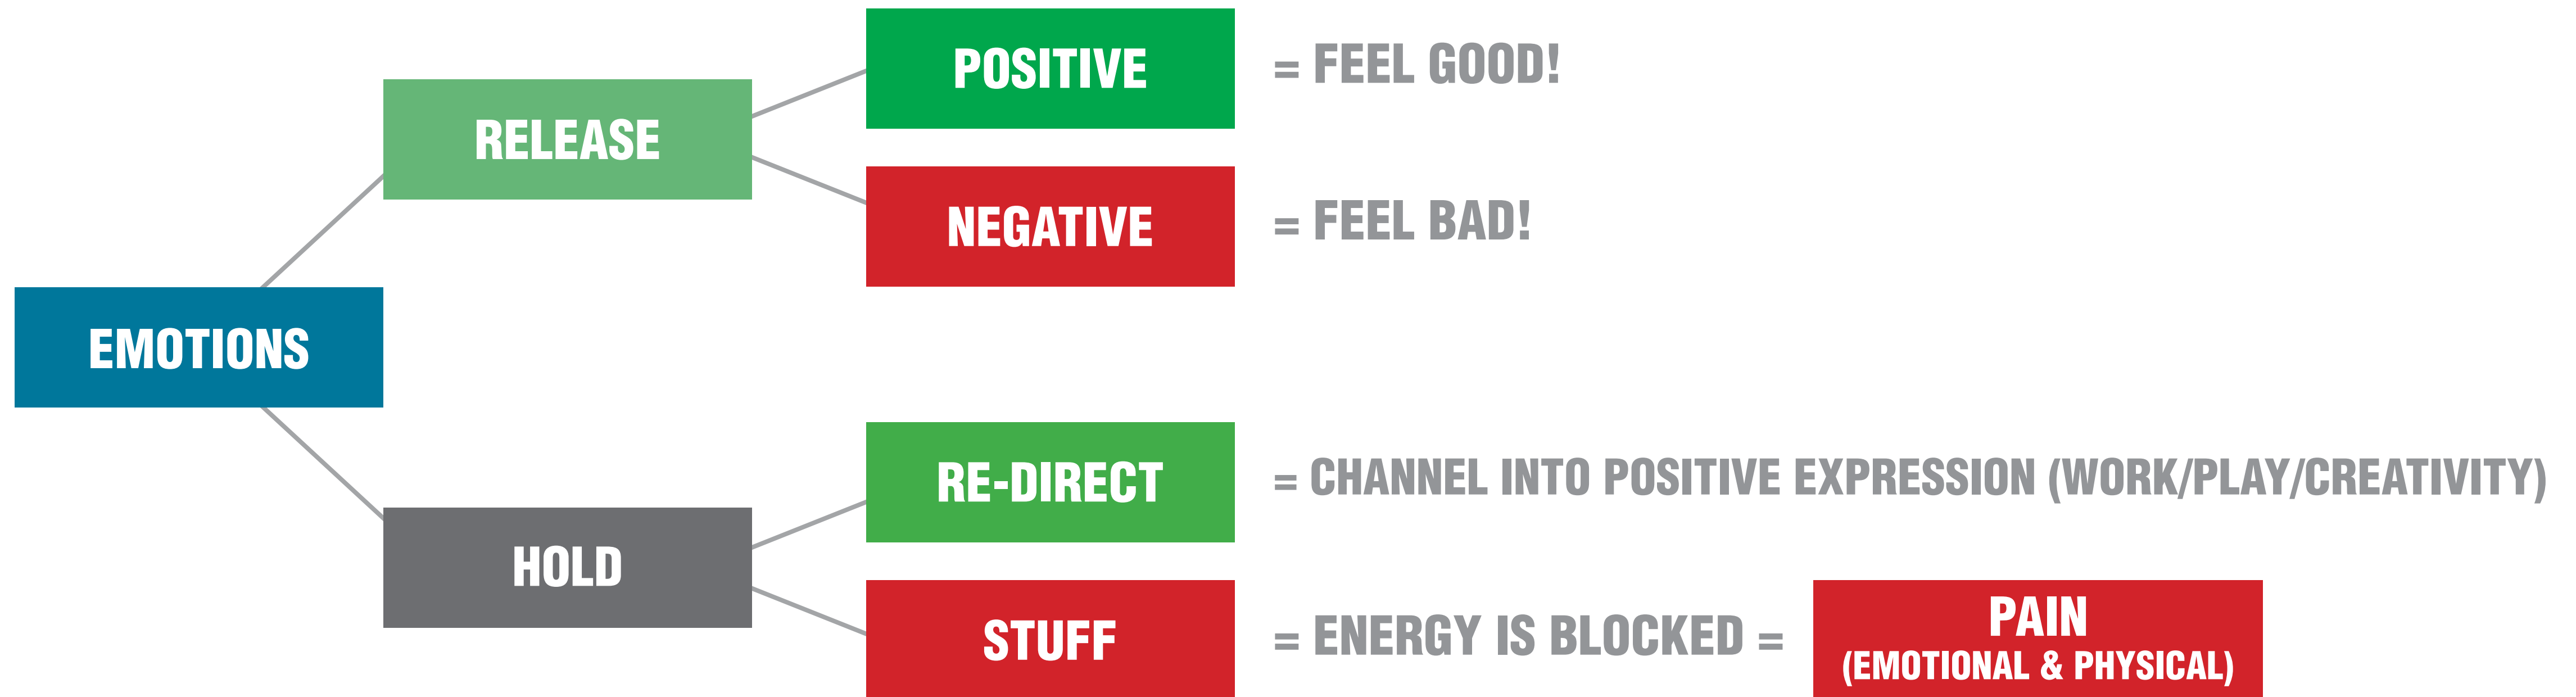 POSITIVE = FEEL GOOD!
RELEASE
NEGATIVE = FEEL BAD!
EMOTIONS
RE-DIRECT = CHANNEL INTO POSITIVE EXPRESSION (WORK/PLAY/CREATIVITY)
HOLD
STUFF = ENERGY IS BLOCKED = PAIN
(EMOTIONAL & PHYSICAL)